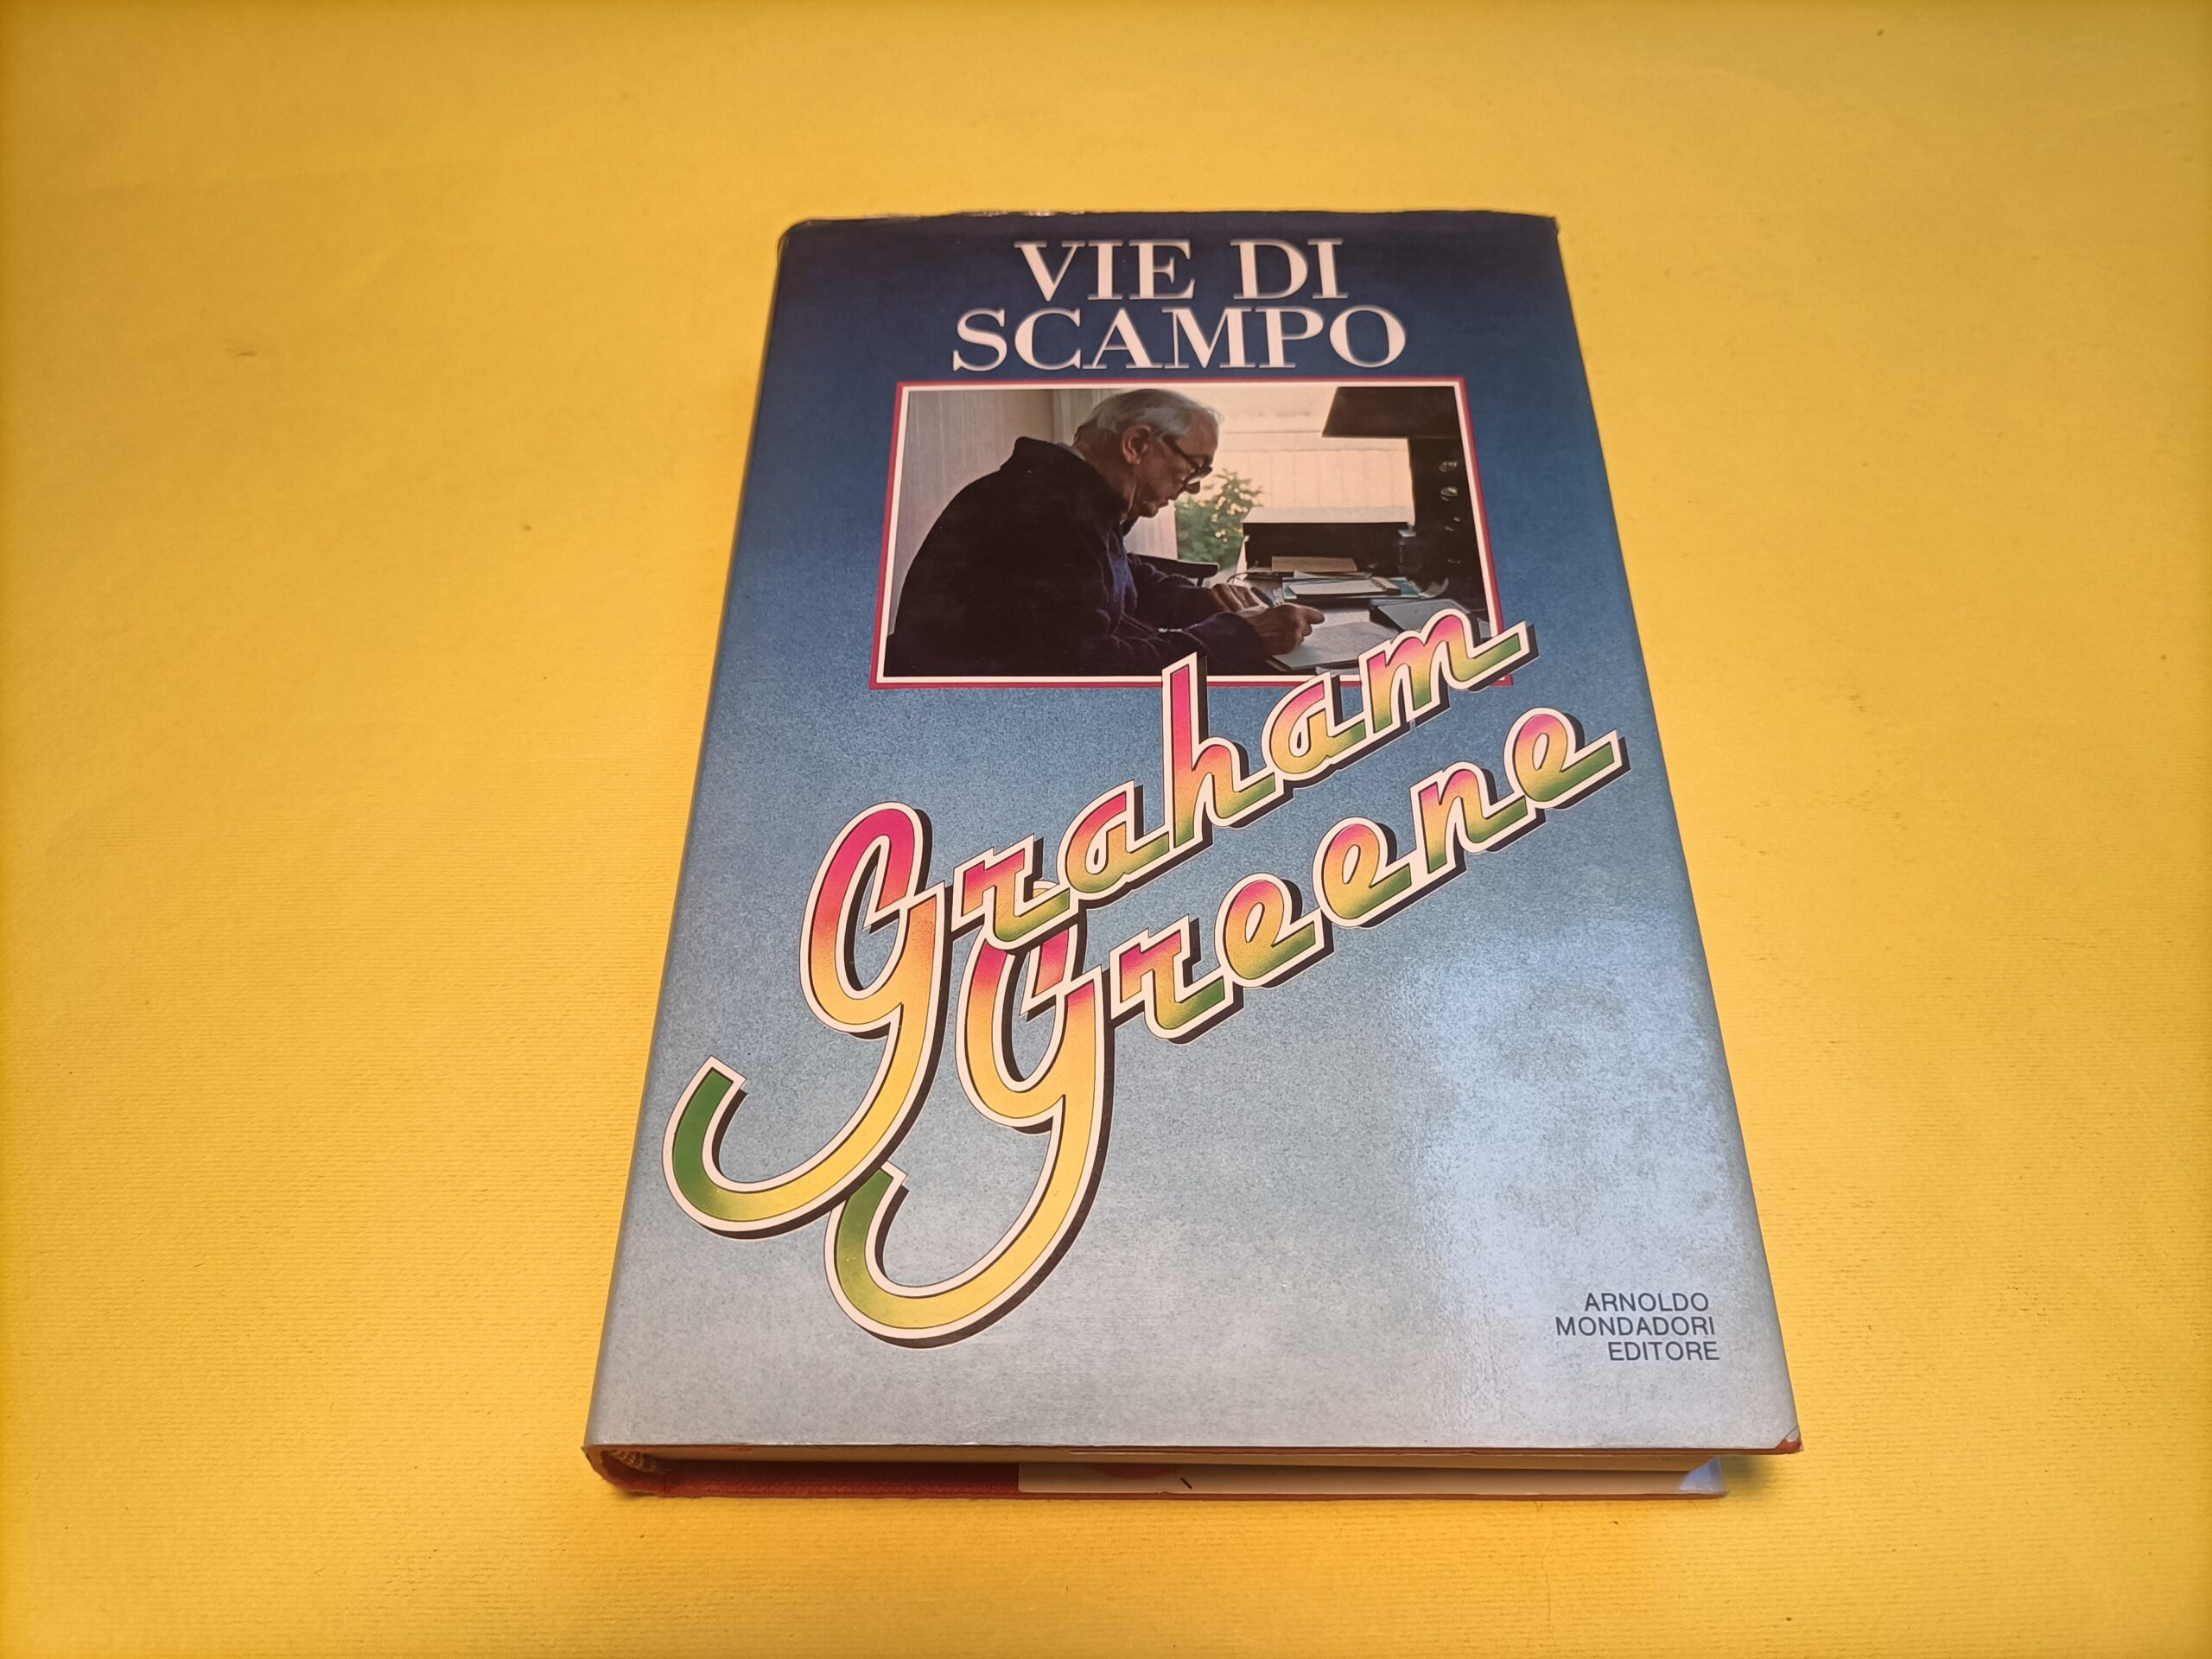 VIE DI
SCAMPO
graham
greene
ARNOLDO
MONDADORI
EDITORE